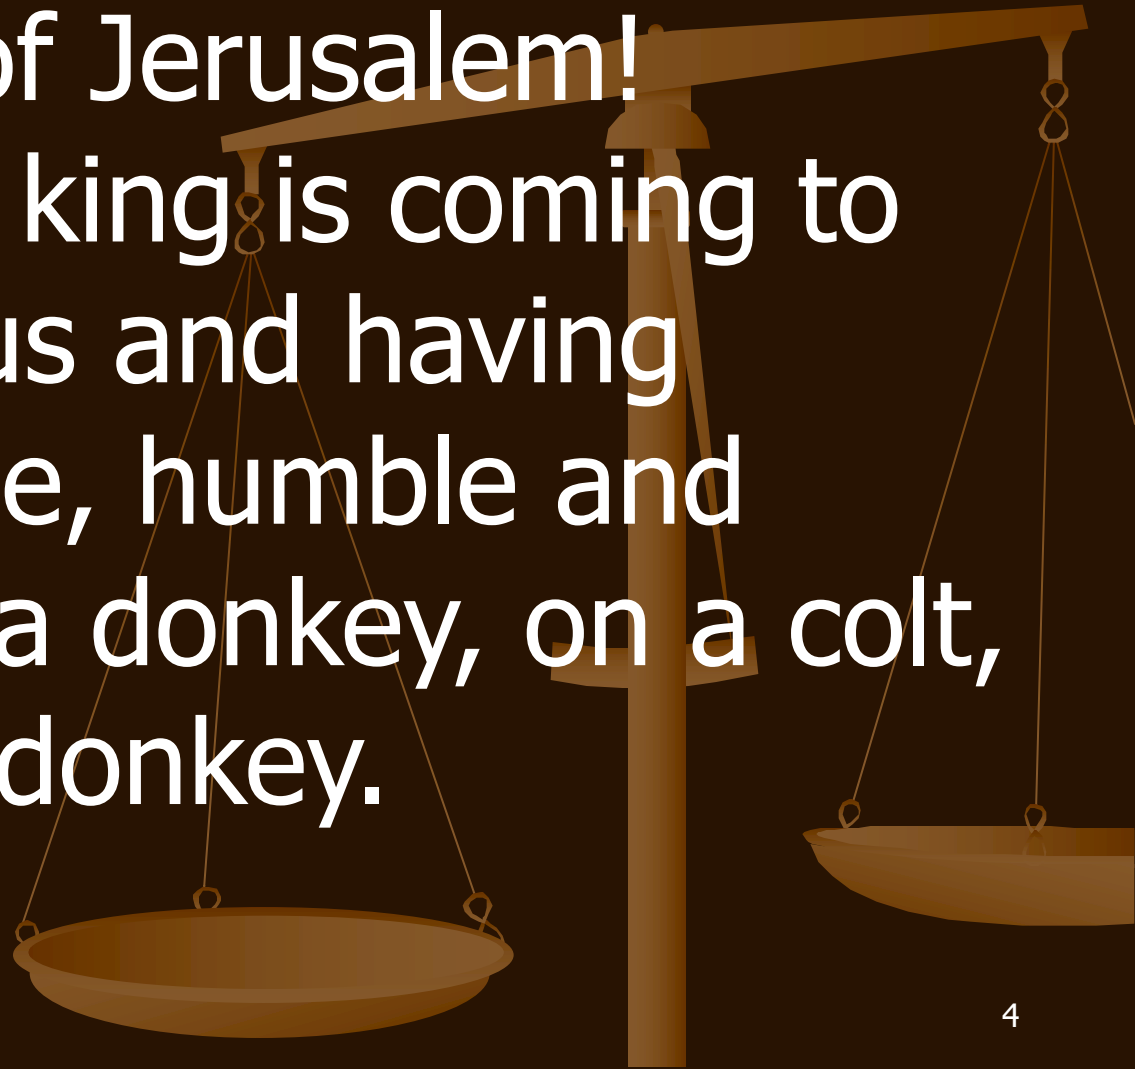 of Jerusalem!
king is coming to
us and having
e, humble and
a donkey, on a colt,
donkey.
4